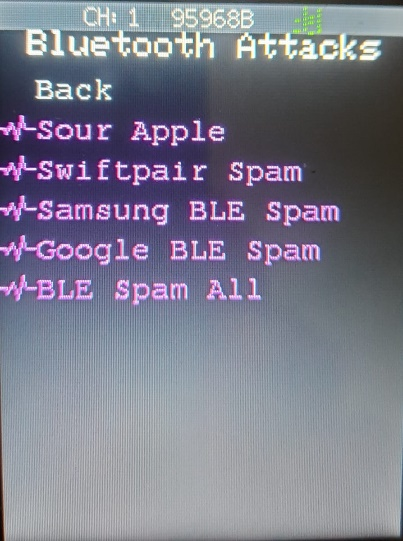 CH: 1 95968B
Bluetooth Attacks
Back
Sour Apple
Swiftpair Spam
Samsung BLE Spam
Google BLE Spam
BLE Spam All